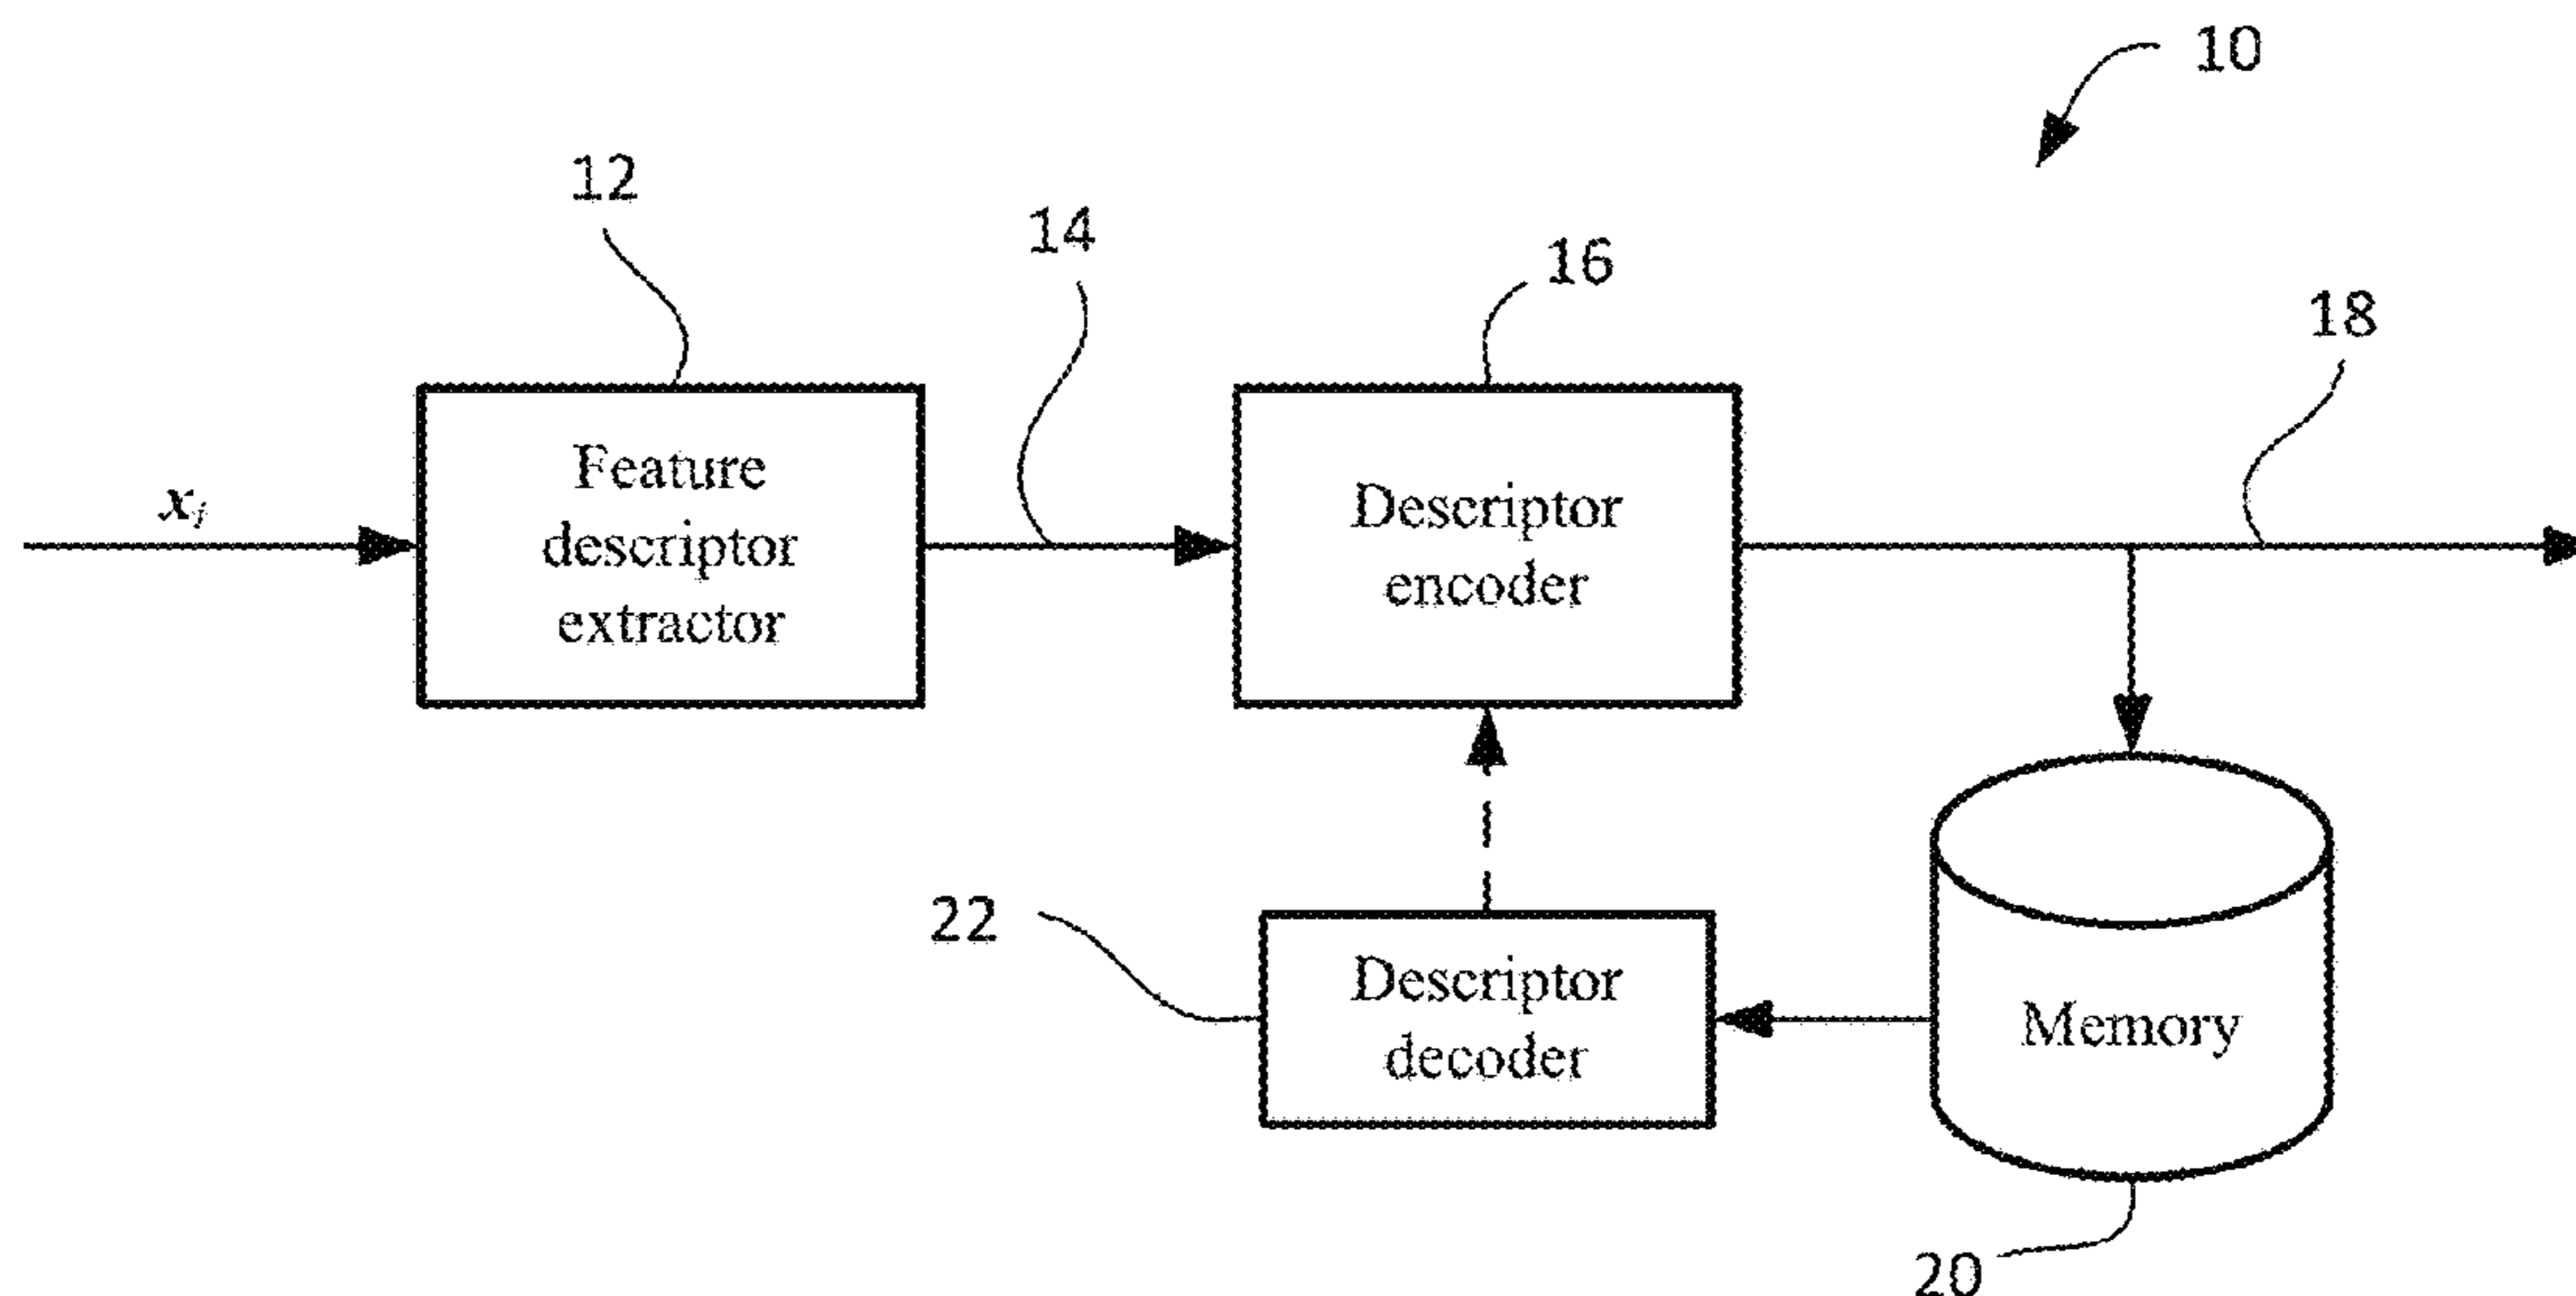 10
12
14
16
18
x_i
Feature
descriptor
extractor
Descriptor
encoder
22
Descriptor
decoder
Memory
20